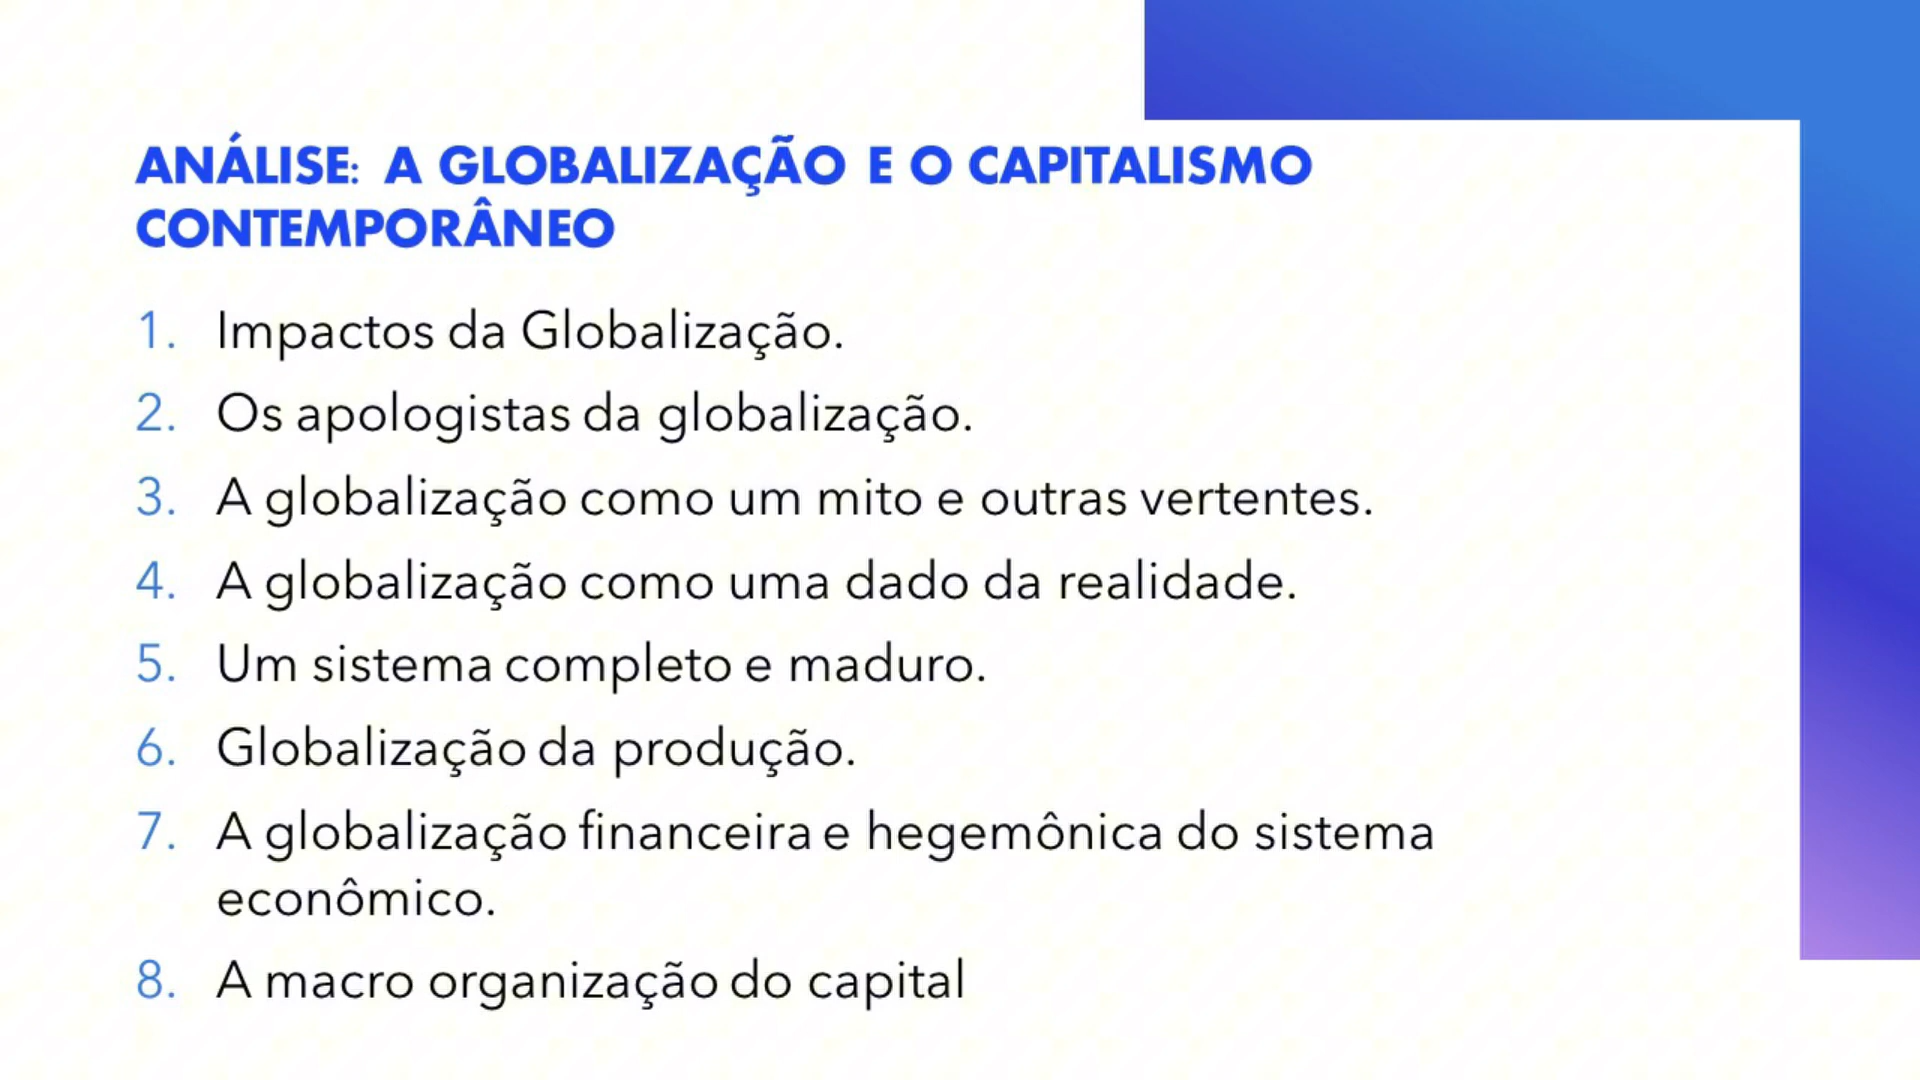 ANÁLISE: A GLOBALIZAÇÃO E O CAPITALISMO
CONTEMPORÂNEO
1. Impactos da Globalização.
2. Os apologistas da globalização.
3. A globalização como um mito e outras vertentes.
4. A globalização como uma dado da realidade.
5. Um sistema completo e maduro.
6. Globalização da produção.
7. A globalização financeira e hegemônica do sistema
econômico.
8. A macro organização do capital